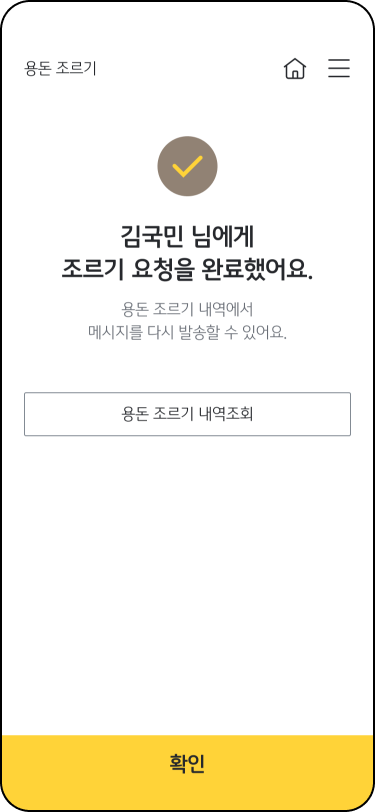 용돈 조르기
김국민 님에게
조르기 요청을 완료했어요.
용돈 조르기 내역에서
메시지를 다시 발송할 수 있어요.
용돈 조르기 내역조회
확인